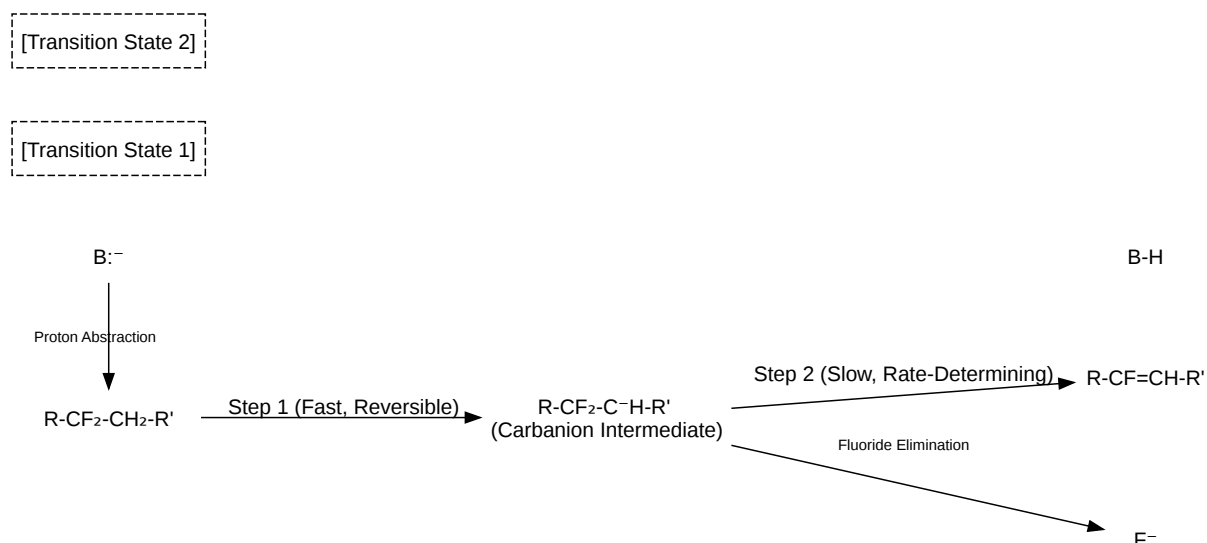 [Transition State 2]
[Transition State 1]
B:⁻
B-H
Proton Abstraction
Step 2 (Slow, Rate-Determining)
R-CF=CH-R'
R-CF₂-CH₂-R'
Step 1 (Fast, Reversible)
R-CF₂-C⁻H-R'
(Carbanion Intermediate)
Fluoride Elimination
F⁻